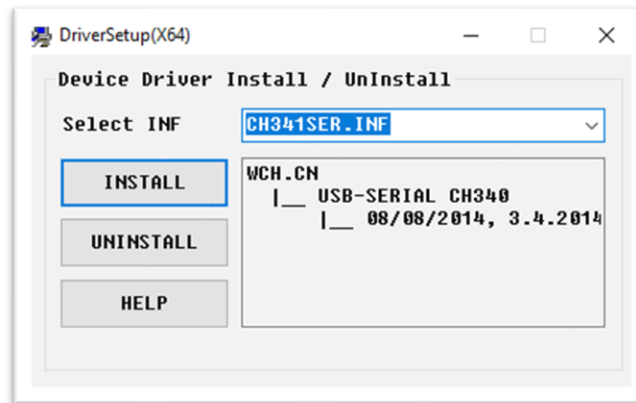 DriverSetup(X64)
Device Driver Install / UnInstall
Select INF
CH341SER.INF
INSTALL
UNINSTALL
HELP
WCH.CN
|__ USB-SERIAL CH340
|__ 08/08/2014, 3.4.2014